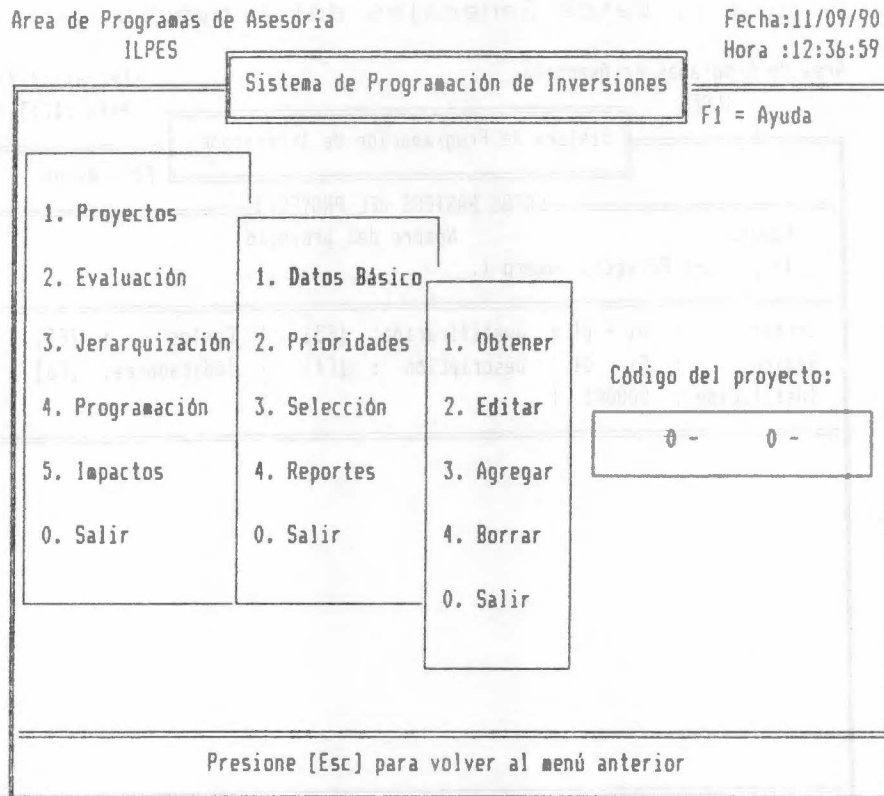 Area de Programas de Asesoría
Fecha:11/09/90
ILPES
Hora :12:36:59
Sistema de Programación de Inversiones
F1 = Ayuda
1. Proyectos
2. Evaluación
3. Jerarquización
4. Programación
5. Impactos
0. Salir
1. Datos Básico
2. Prioridades
3. Selección
4. Reportes
0. Salir
1. Obtener
2. Editar
3. Agregar
4. Borrar
0. Salir
Código del proyecto:
0 - 0 -
Presione [Esc] para volver al menú anterior